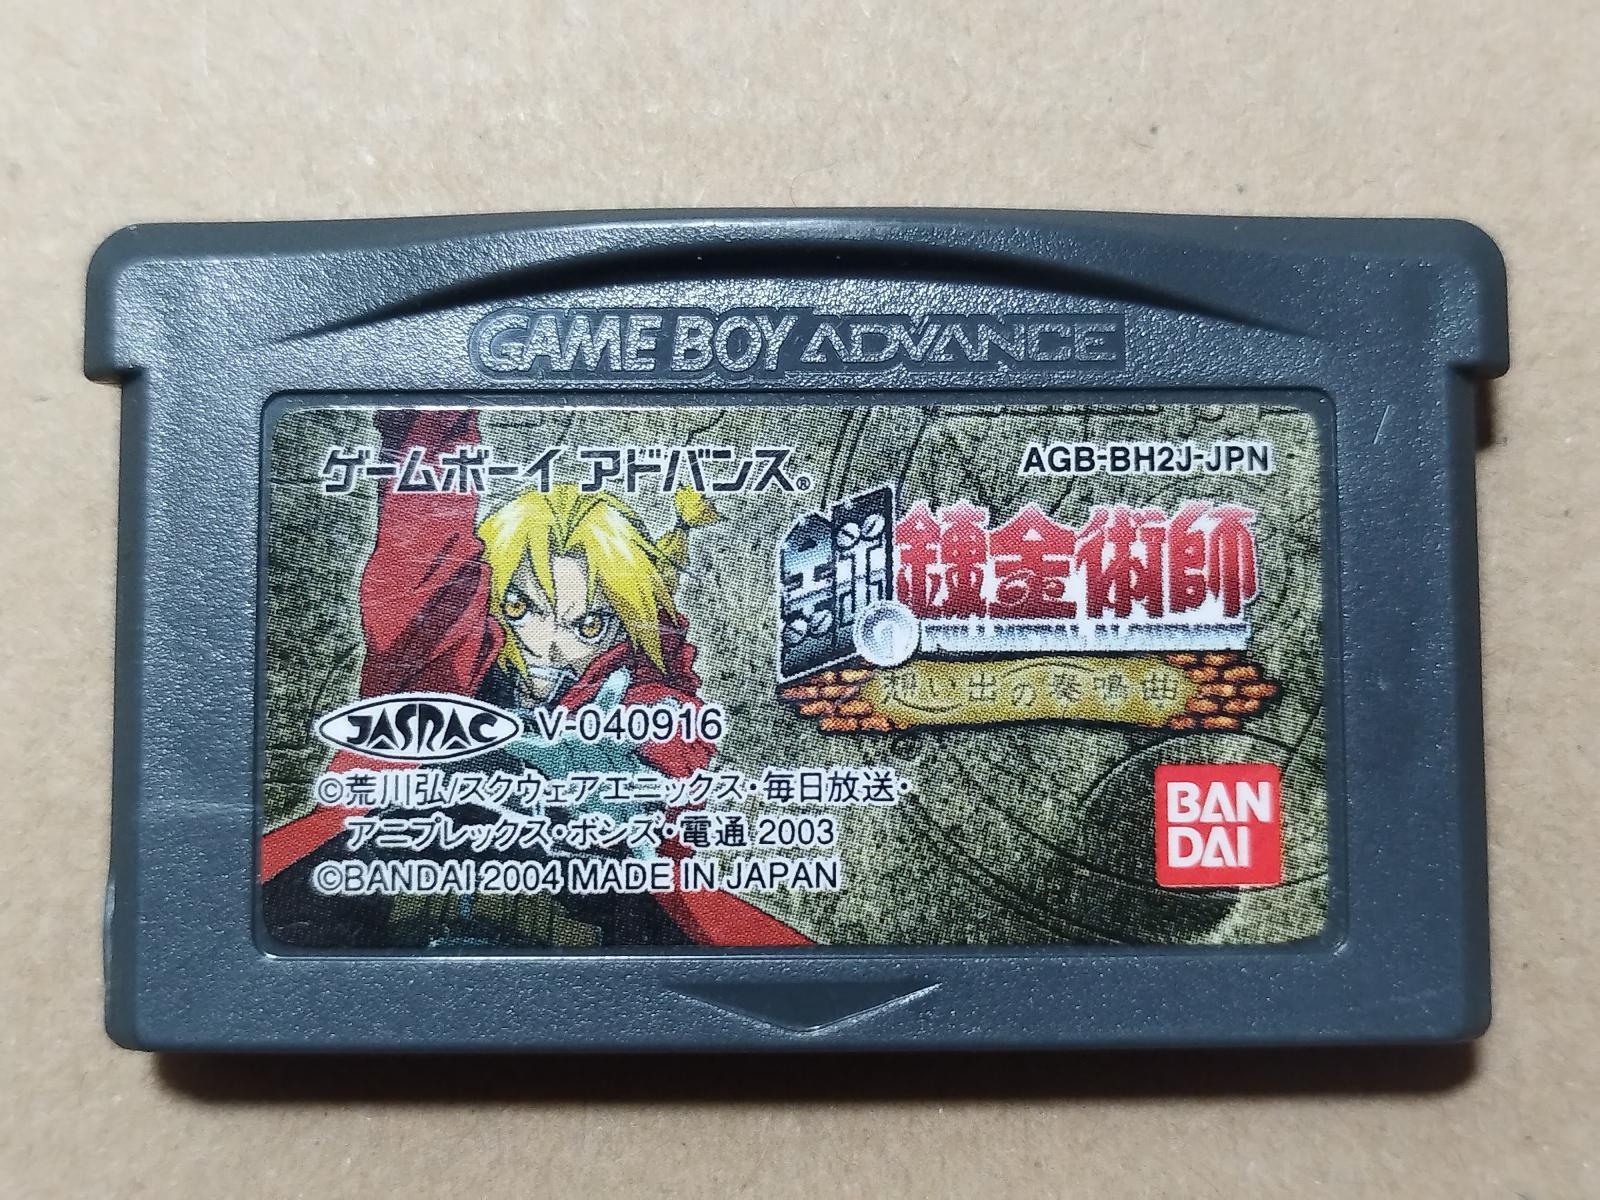 GAME BOY ADVANCE
ゲームボーイ アドバンス®
AGB-BH2J-JPN
鋼の錬金術師
FULLMETAL ALCHEMIST
想い出の奏鳴曲
JASRAC V-040916
©荒川弘/スクウェアエニックス・毎日放送・
アニプレックス・ボンズ・電通 2003
©BANDAI 2004 MADE IN JAPAN
BAN
DAI